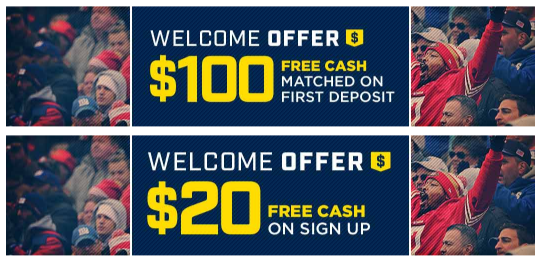 WELCOME OFFER $
$100 FREE CASH
MATCHED ON
FIRST DEPOSIT
WELCOME OFFER $
$20 FREE CASH
ON SIGN UP